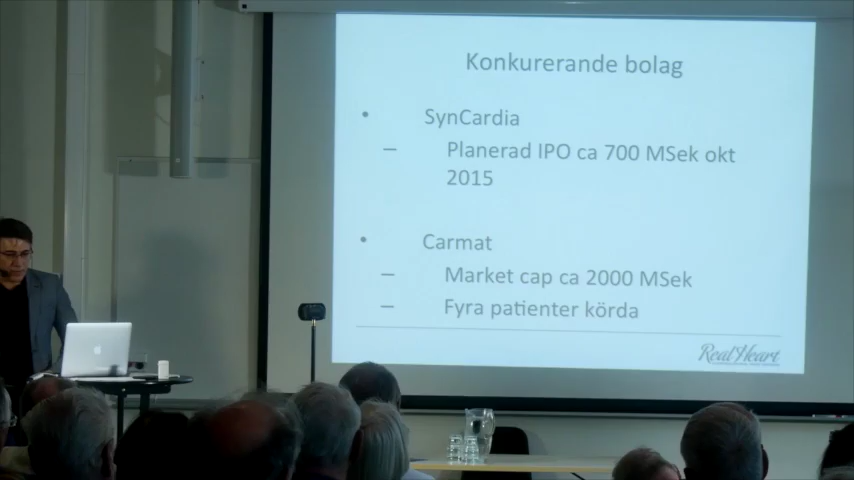 Konkurerande bolag
• SynCardia
– Planerad IPO ca 700 MSek okt
2015
• Carmat
– Market cap ca 2000 MSek
– Fyra patienter körda
RealHeart